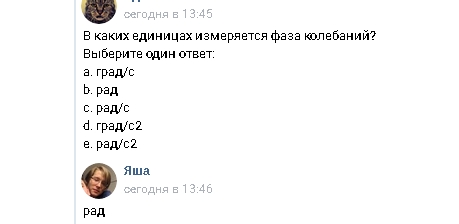 сегодня в 13:45
В каких единицах измеряется фаза колебаний?
Выберите один ответ:
a. град/с
b. рад
c. рад/с
d. град/с2
e. рад/с2
Яша
сегодня в 13:46
рад